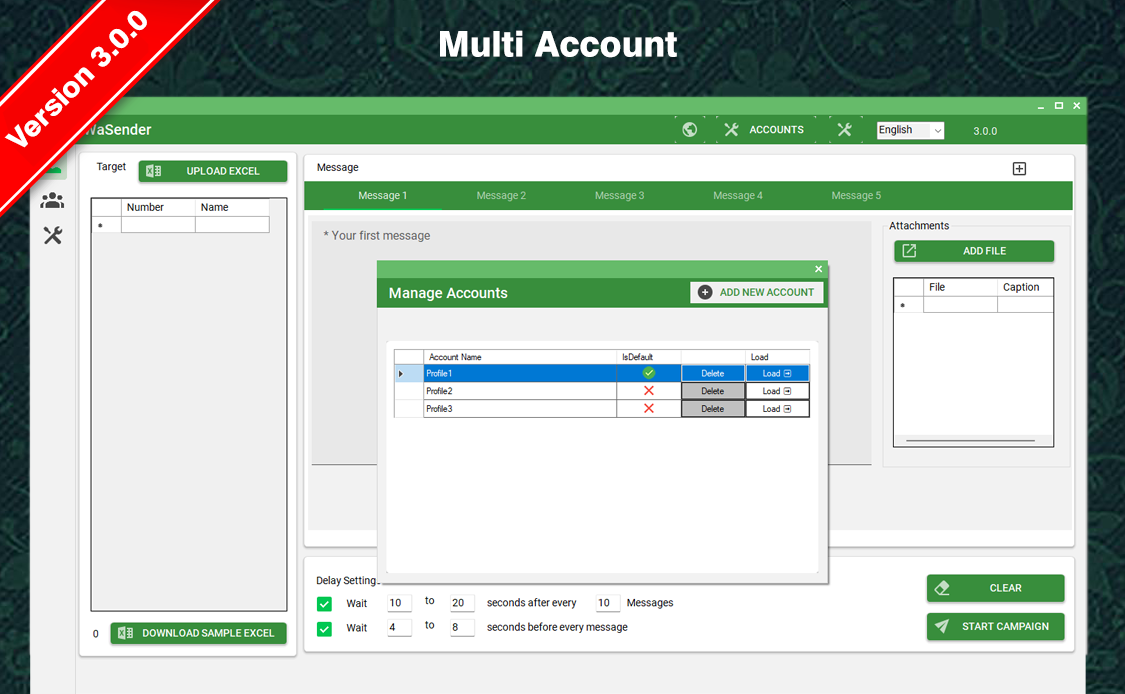 Multi Account
Version 3.0.0
WaSender
ACCOUNTS
English
3.0.0
Target
UPLOAD EXCEL
Number Name
0
DOWNLOAD SAMPLE EXCEL
Message
Message 1 Message 2 Message 3 Message 4 Message 5
* Your first message
Attachments
ADD FILE
File Caption
Manage Accounts
ADD NEW ACCOUNT
Account Name IsDefault Load
Profile1 Delete Load
Profile2 Delete Load
Profile3 Delete Load
Delay Settings
Wait 10 to 20 seconds after every 10 Messages
Wait 4 to 8 seconds before every message
CLEAR
START CAMPAIGN